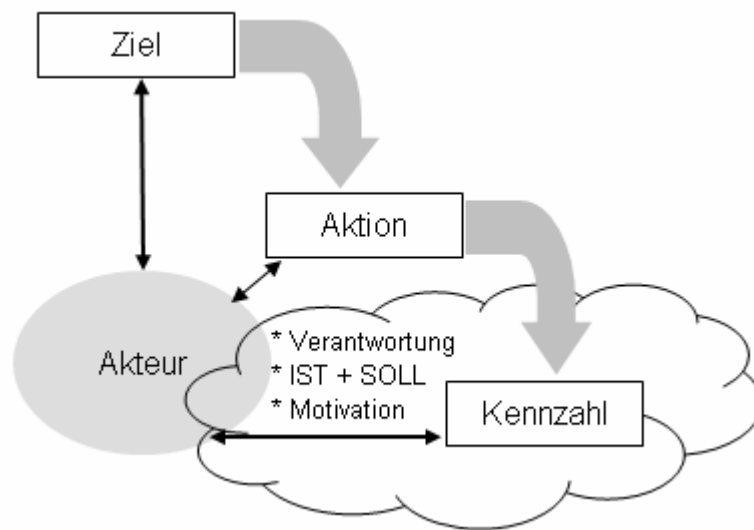 Ziel
Aktion
Akteur
* Verantwortung
* IST + SOLL
* Motivation
Kennzahl